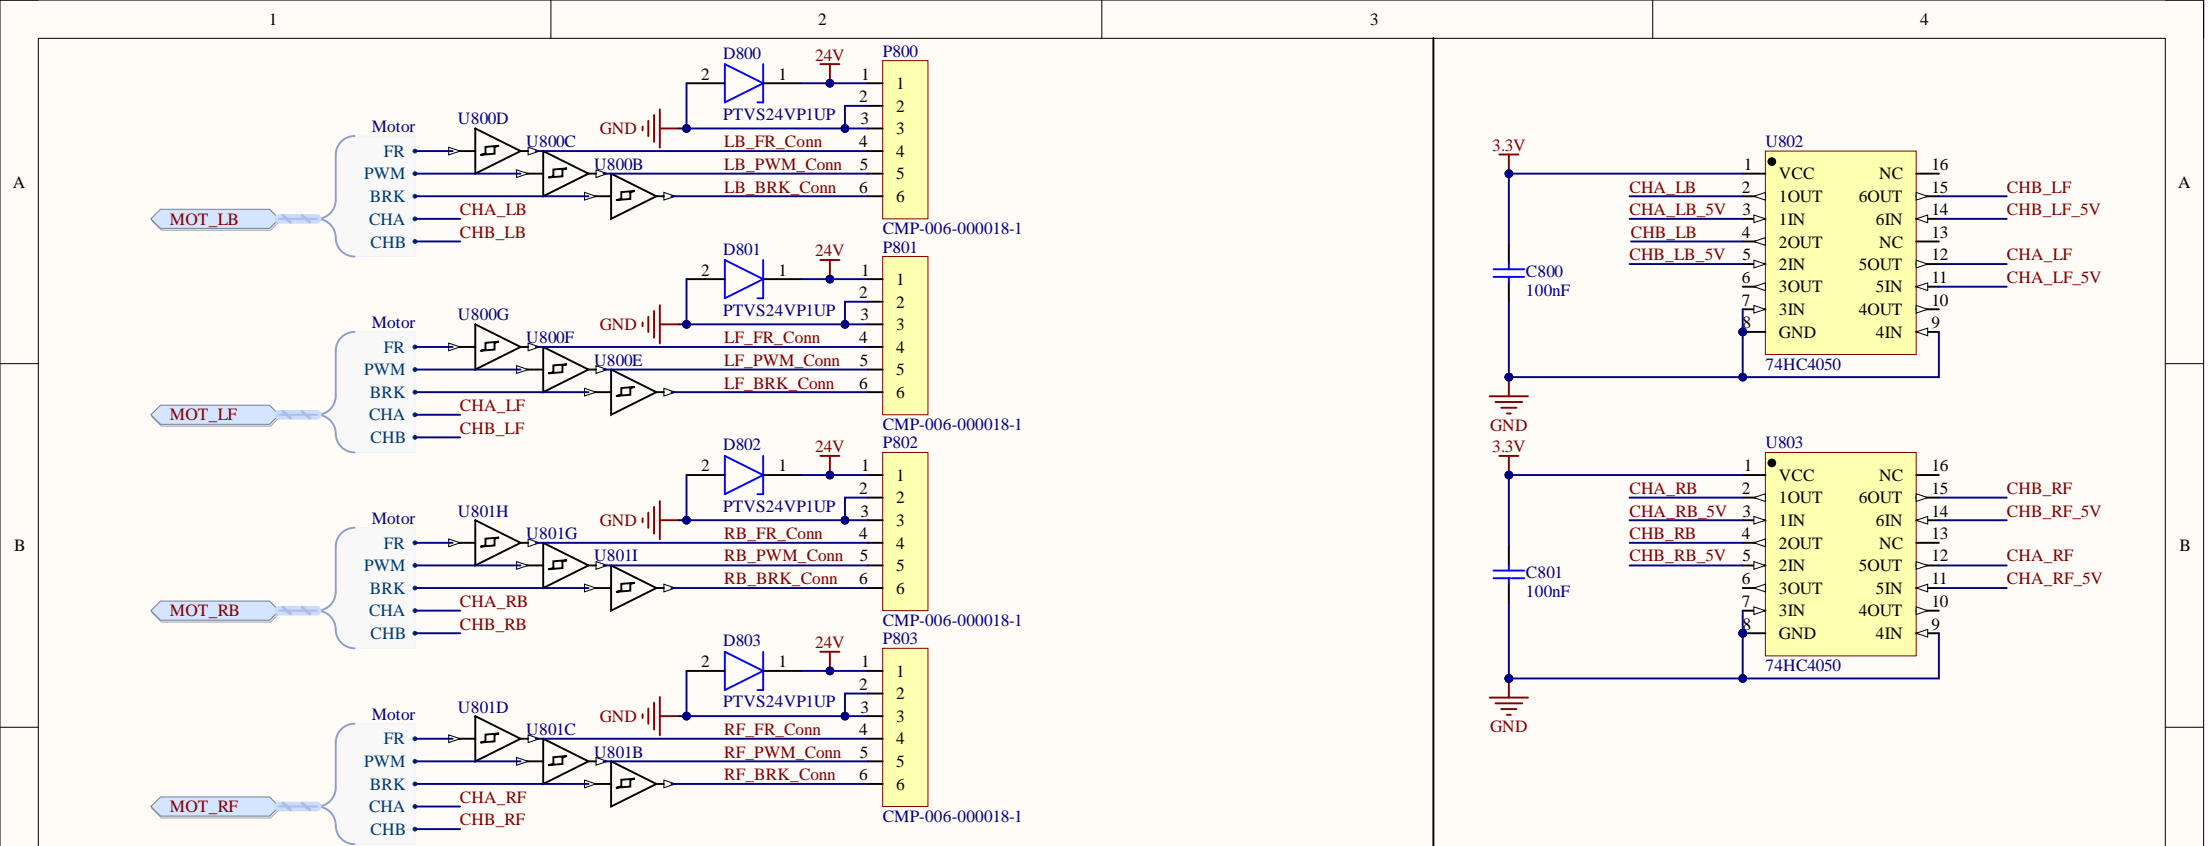 1 2 3 4
A
B
A
B
D800
24V
P800
2 1 1
1
2
2
PTVS24VP1UP
3
3
GND
Motor
U800D
U800C
U800B
FR
LB_FR_Conn 4 4
PWM
LB_PWM_Conn 5 5
BRK
LB_BRK_Conn 6 6
MOT_LB
CHA CHA_LB
CHB CHB_LB
CMP-006-000018-1
D801
24V
P801
2 1 1
1
2
2
PTVS24VP1UP
3
3
GND
Motor
U800G
U800F
U800E
FR
LF_FR_Conn 4 4
PWM
LF_PWM_Conn 5 5
BRK
LF_BRK_Conn 6 6
MOT_LF
CHA CHA_LF
CHB CHB_LF
CMP-006-000018-1
D802
24V
P802
2 1 1
1
2
2
PTVS24VP1UP
3
3
GND
Motor
U801H
U801G
U801I
FR
RB_FR_Conn 4 4
PWM
RB_PWM_Conn 5 5
BRK
RB_BRK_Conn 6 6
MOT_RB
CHA CHA_RB
CHB CHB_RB
CMP-006-000018-1
D803
24V
P803
2 1 1
1
2
2
PTVS24VP1UP
3
3
GND
Motor
U801D
U801C
U801B
FR
RF_FR_Conn 4 4
PWM
RF_PWM_Conn 5 5
BRK
RF_BRK_Conn 6 6
MOT_RF
CHA CHA_RF
CHB CHB_RF
CMP-006-000018-1
U802
3.3V
1 VCC NC 16
CHA_LB 2 1OUT 6OUT 15 CHB_LF
CHA_LB_5V 3 1IN 6IN 14 CHB_LF_5V
CHB_LB 4 2OUT NC 13
CHB_LB_5V 5 2IN 5OUT 12 CHA_LF
6 3OUT 5IN 11 CHA_LF_5V
7 3IN 4OUT 10
8 GND 4IN 9
C800
100nF
74HC4050
GND
U803
3.3V
1 VCC NC 16
CHA_RB 2 1OUT 6OUT 15 CHB_RF
CHA_RB_5V 3 1IN 6IN 14 CHB_RF_5V
CHB_RB 4 2OUT NC 13
CHB_RB_5V 5 2IN 5OUT 12 CHA_RF
6 3OUT 5IN 11 CHA_RF_5V
7 3IN 4OUT 10
8 GND 4IN 9
C801
100nF
74HC4050
GND